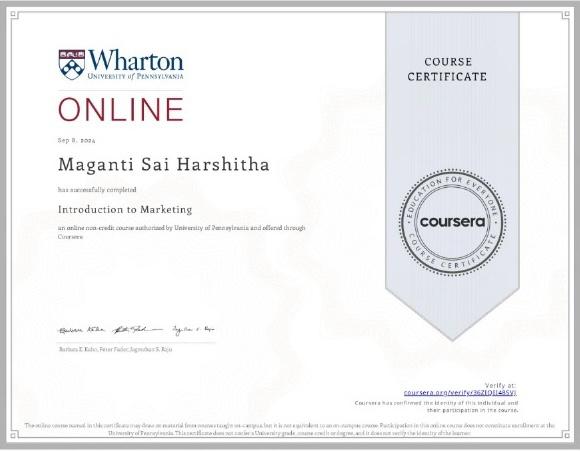 Wharton
UNIVERSITY of PENNSYLVANIA
ONLINE
Sep 8, 2024
Maganti Sai Harshitha
has successfully completed
Introduction to Marketing
an online non-credit course authorized by University of Pennsylvania and offered through
Coursera
Barbara E. Kahn, Peter Fader, Jagmohan S. Raju
COURSE
CERTIFICATE
EDUCATION FOR EVERYONE
coursera
COURSE CERTIFICATE
Verify at:
coursera.org/verify/
Coursera has confirmed the identity of this individual and
their participation in the course.
The online course named in this certificate may draw on material from courses taught on-campus, but it is not equivalent to an on-campus course. Participation in this online course does not constitute enrollment at the
University of Pennsylvania. This certificate does not confer a University grade, course credit or degree, and it does not verify the identity of the learner.